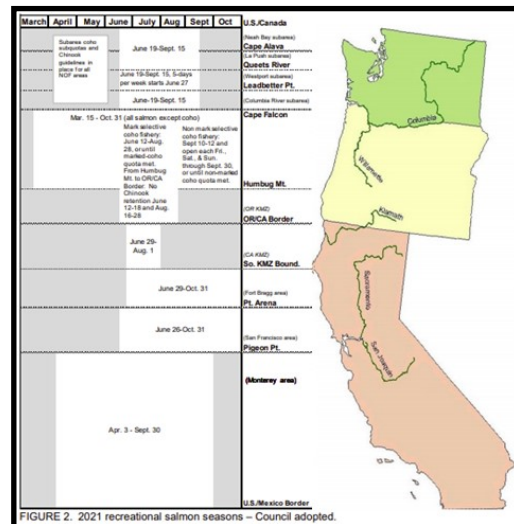 March April May June July Aug Sept Oct U.S./Canada
Subarea coho
subquotas and
Chinook
guidelines in
place for all
NOF areas
June 19-Sept. 15
(Neah Bay subarea)
Cape Alava
(La Push subarea)
Queets River
June 19-Sept. 15, 5-days
per week starts June 27
(Westport subarea)
Leadbetter Pt.
June-19-Sept. 15
(Columbia River subarea)
Cape Falcon
Mar. 15 - Oct. 31 (all salmon except coho)
Mark selective
coho fishery:
June 12-Aug.
28, or until
marked-coho
quota met.
From Humbug
Mt. to OR/CA
Border: No
Chinook
retention June
12-18 and Aug.
16-28
Non mark selective
coho fishery:
Sept 10-12 and
open each Fri.,
Sat., & Sun.
through Sept. 30,
or until non-marked
coho quota met.
Humbug Mt.
(OR KMZ)
OR/CA Border
June 29-
Aug. 1
(CA KMZ)
So. KMZ Bound.
June 29-Oct. 31
(Fort Bragg area)
Pt. Arena
June 26-Oct. 31
(San Francisco area)
Pigeon Pt.
(Monterey area)
Apr. 3 - Sept. 30
U.S./Mexico Border
Columbia
Willamette
Klamath
Sacramento
San Joaquin
FIGURE 2. 2021 recreational salmon seasons – Council adopted.